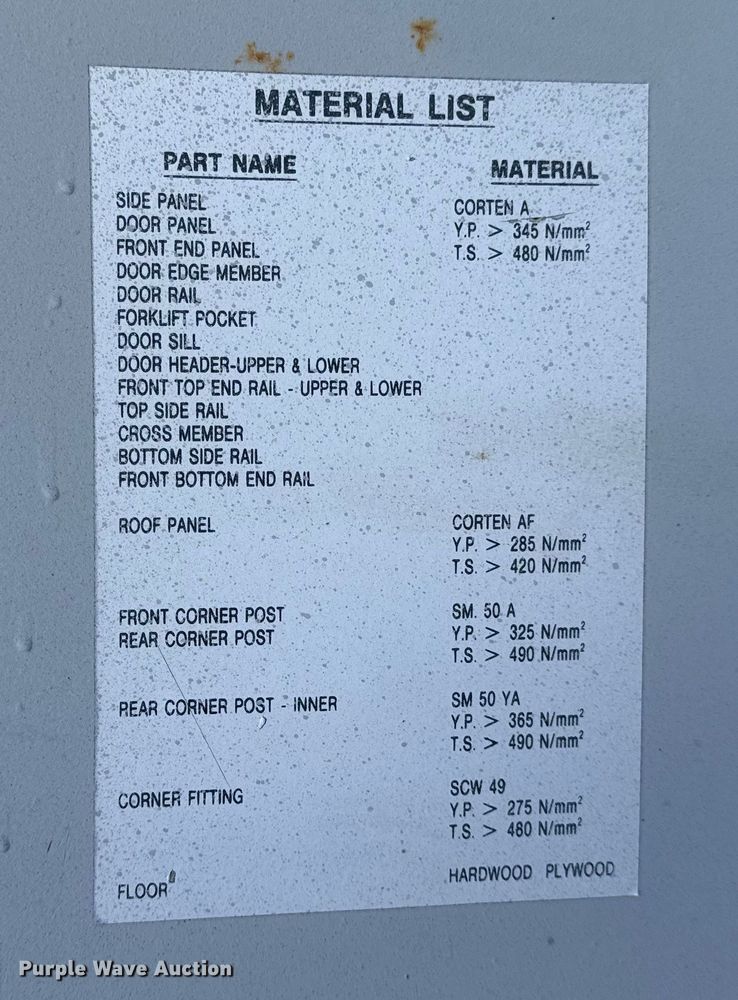 MATERIAL LIST
PART NAME MATERIAL
SIDE PANEL CORTEN A
DOOR PANEL Y.P. > 345 N/mm²
FRONT END PANEL T.S. > 480 N/mm²
DOOR EDGE MEMBER
DOOR RAIL
FORKLIFT POCKET
DOOR SILL
DOOR HEADER-UPPER & LOWER
FRONT TOP END RAIL - UPPER & LOWER
TOP SIDE RAIL
CROSS MEMBER
BOTTOM SIDE RAIL
FRONT BOTTOM END RAIL
ROOF PANEL CORTEN AF
Y.P. > 285 N/mm²
T.S. > 420 N/mm²
FRONT CORNER POST SM. 50 A
REAR CORNER POST Y.P. > 325 N/mm²
T.S. > 490 N/mm²
REAR CORNER POST - INNER SM 50 YA
Y.P. > 365 N/mm²
T.S. > 490 N/mm²
CORNER FITTING SCW 49
Y.P. > 275 N/mm²
T.S. > 480 N/mm²
FLOOR HARDWOOD PLYWOOD
Purple Wave Auction